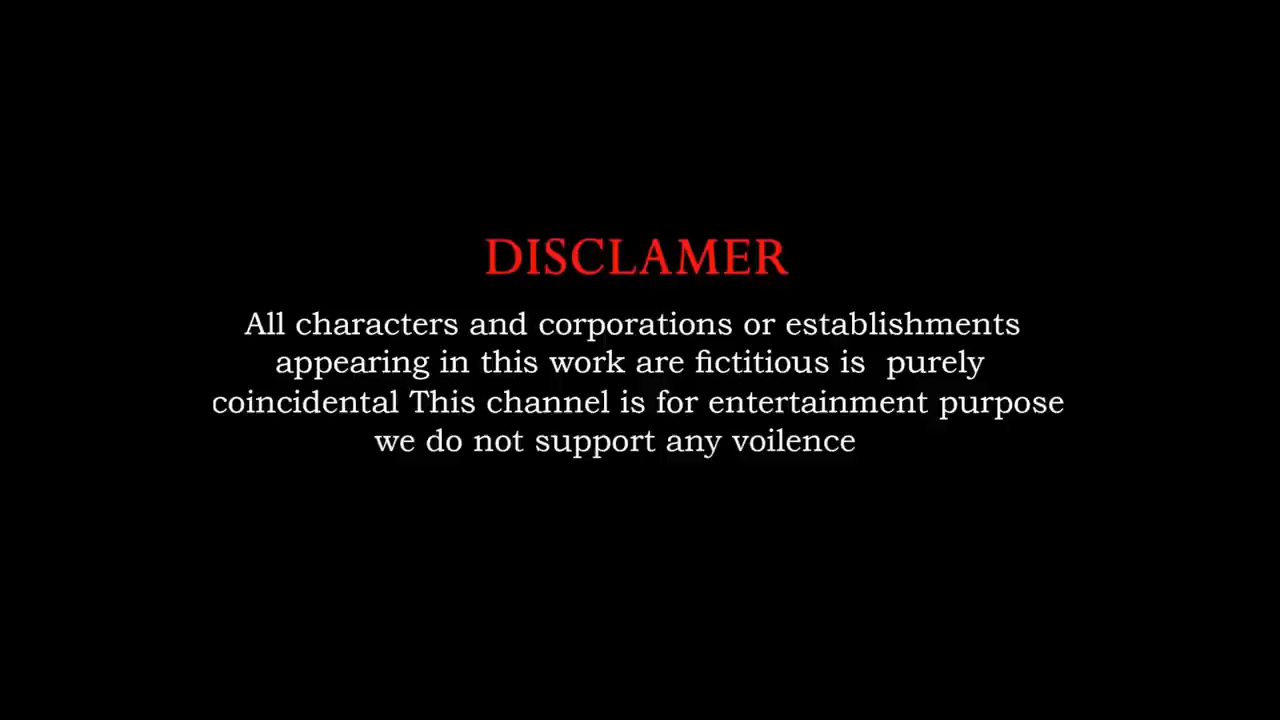 DISCLAMER
All characters and corporations or establishments
appearing in this work are fictitious is  purely
coincidental This channel is for entertainment purpose
we do not support any voilence